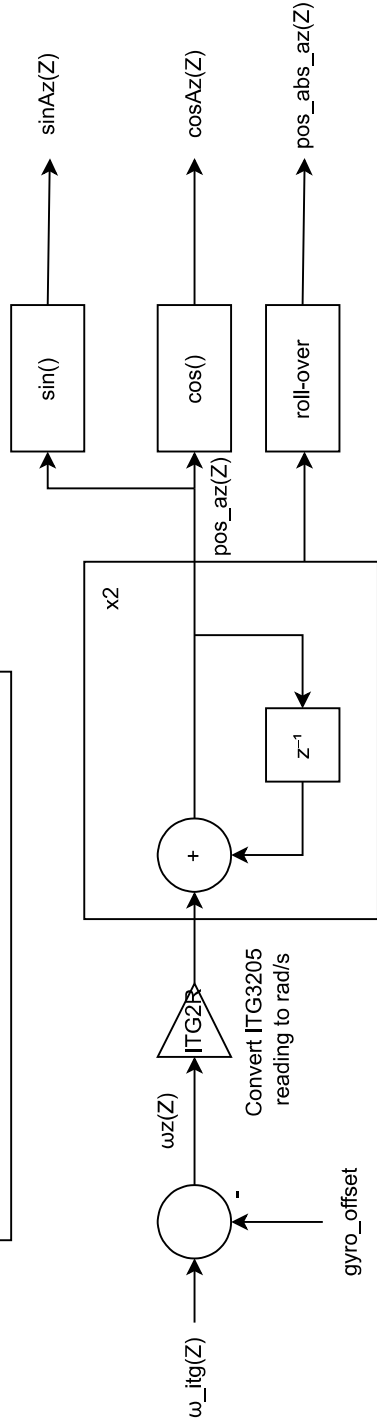 ω_itg(Z)
gyro_offset
-
ωz(Z)
ITG2R
Convert ITG3205
reading to rad/s
+
z⁻¹
x2
pos_az(Z)
sin()
cos()
roll-over
sinAz(Z)
cosAz(Z)
pos_abs_az(Z)